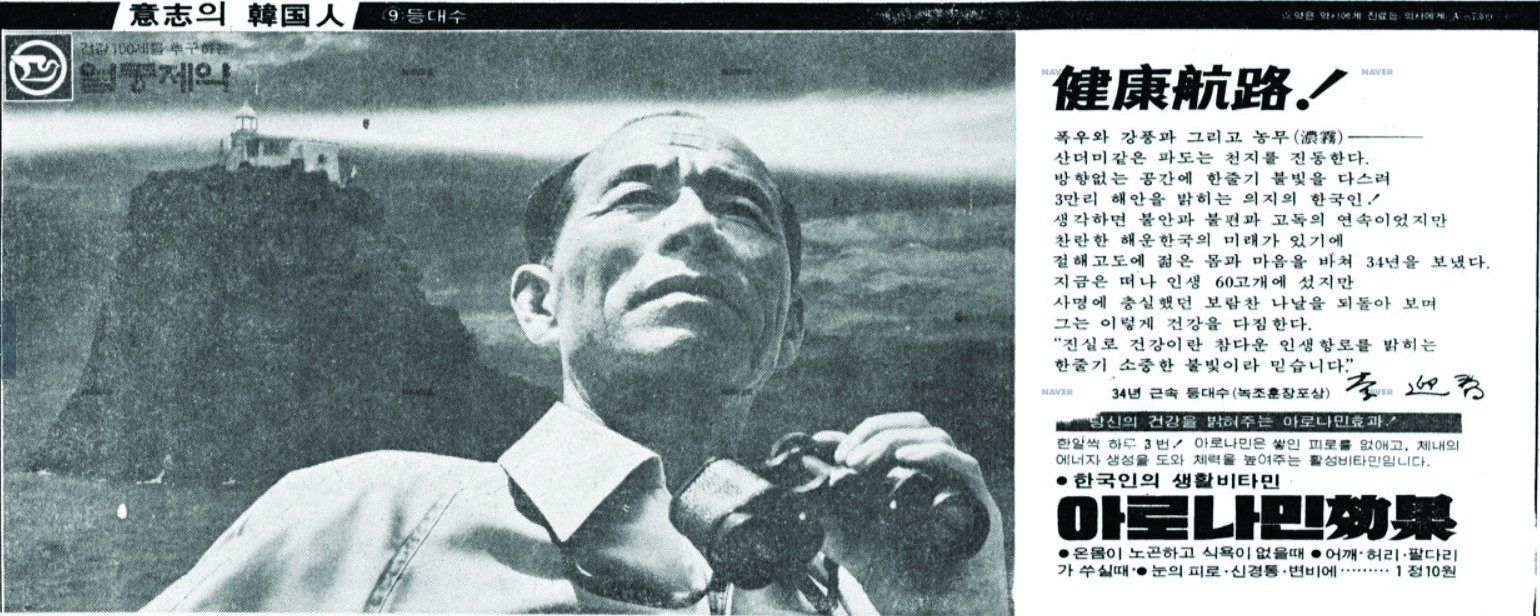 意志의 韓国人
⑨ 등대수
약은 약사에게 진료는 의사에게
건강100세를 추구하는
일동제약
健康航路!
폭우와 강풍과 그리고 농무(濃霧)────
산더미같은 파도는 천지를 진동한다.
방향없는 공간에 한줄기 불빛을 다스려
3만리 해안을 밝히는 의지의 한국인!
생각하면 불안과 불편과 고독의 연속이었지만
찬란한 해운한국의 미래가 있기에
절해고도에 젊은 몸과 마음을 바쳐 34년을 보냈다.
지금은 떠나 인생 60고개에 섰지만
사명에 충실했던 보람찬 나날을 되돌아 보며
그는 이렇게 건강을 다짐한다.
“진실로 건강이란 참다운 인생항로를 밝히는
한줄기 소중한 불빛이라 믿습니다.”
34년 근속 등대수(녹조훈장포상)
당신의 건강을 밝혀주는 아로나민효과!
한알씩 하루 3번! 아로나민은 쌓인 피로를 없애고, 체내의
에너지 생성을 도와 체력을 높여주는 활성비타민입니다.
●한국인의 생활비타민
아로나민効果
●온몸이 노곤하고 식욕이 없을때 ●어깨·허리·팔다리
가 쑤실때·●눈의 피로·신경통·변비에········· 1정10원
NAVER
NAVER
NAVER
NAVER
NAVER
NAVER
NAVER
NAVER
NAVER